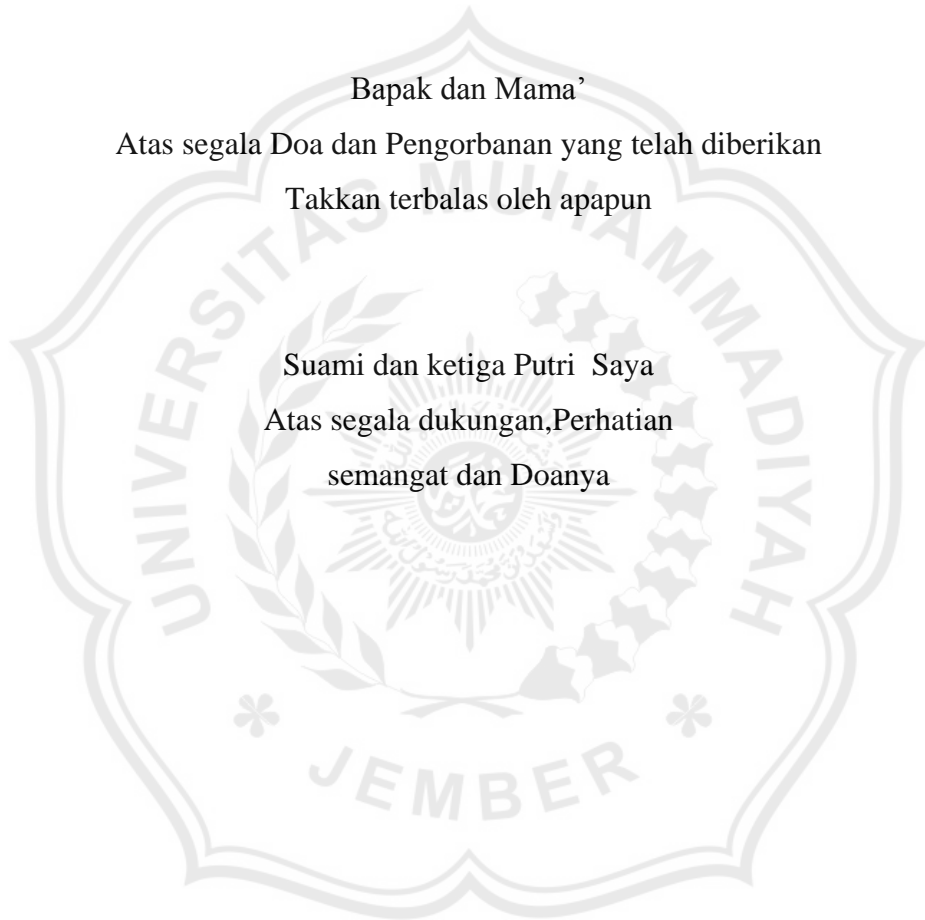 Bapak dan Mama’
Atas segala Doa dan Pengorbanan yang telah diberikan
Takkan terbalas oleh apapun
Suami dan ketiga Putri  Saya
Atas segala dukungan,Perhatian
semangat dan Doanya
UNIVERSITAS MUHAMMADIYAH
JEMBER